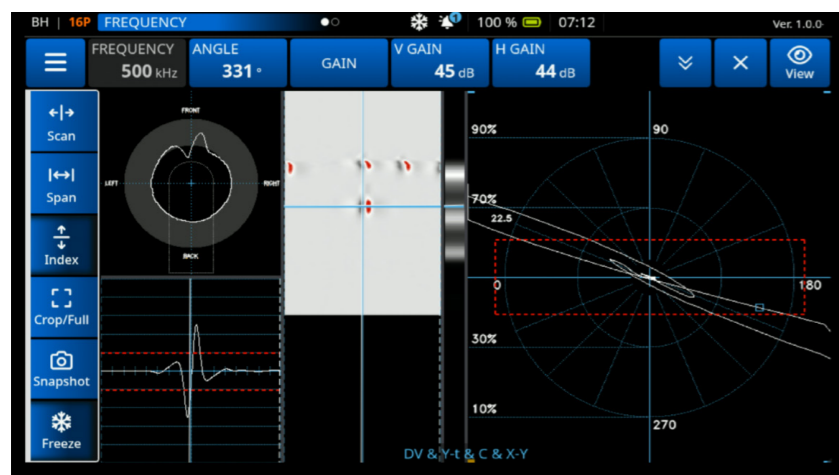 BH | 16P FREQUENCY 1 100 % 07:12 Ver. 1.0.0-
FREQUENCY 500 kHz
ANGLE 331 °
GAIN
V GAIN 45 dB
H GAIN 44 dB
View
Scan
Span
Index
Crop/Full
Snapshot
Freeze
FRONT
LEFT RIGHT
BACK
90% 90
70%
22.5
0 180
30%
10%
270
DV & Y-t & C & X-Y